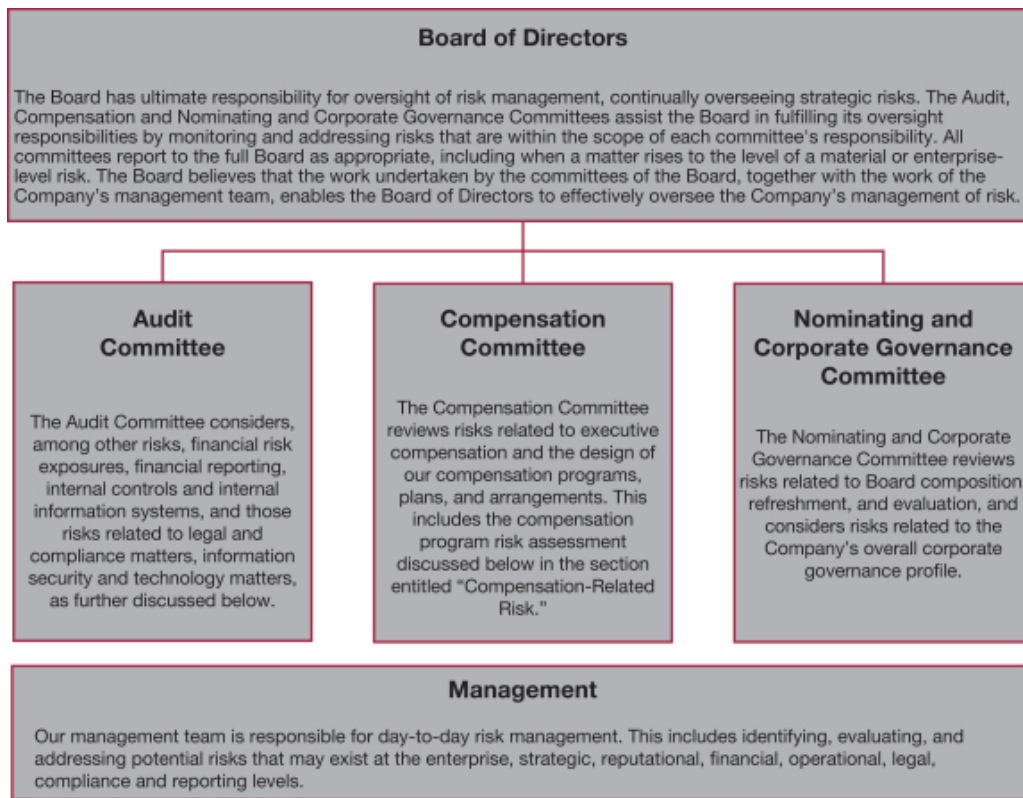 Board of Directors
The Board has ultimate responsibility for oversight of risk management, continually overseeing strategic risks. The Audit,
Compensation and Nominating and Corporate Governance Committees assist the Board in fulfilling its oversight
responsibilities by monitoring and addressing risks that are within the scope of each committee's responsibility. All
committees report to the full Board as appropriate, including when a matter rises to the level of a material or enterprise-
level risk. The Board believes that the work undertaken by the committees of the Board, together with the work of the
Company's management team, enables the Board of Directors to effectively oversee the Company's management of risk.
Audit
Committee
The Audit Committee considers,
among other risks, financial risk
exposures, financial reporting,
internal controls and internal
information systems, and those
risks related to legal and
compliance matters, information
security and technology matters,
as further discussed below.
Compensation
Committee
The Compensation Committee
reviews risks related to executive
compensation and the design of
our compensation programs,
plans, and arrangements. This
includes the compensation
program risk assessment
discussed below in the section
entitled “Compensation-Related
Risk.”
Nominating and
Corporate Governance
Committee
The Nominating and Corporate
Governance Committee reviews
risks related to Board composition,
refreshment, and evaluation, and
considers risks related to the
Company's overall corporate
governance profile.
Management
Our management team is responsible for day-to-day risk management. This includes identifying, evaluating, and
addressing potential risks that may exist at the enterprise, strategic, reputational, financial, operational, legal,
compliance and reporting levels.